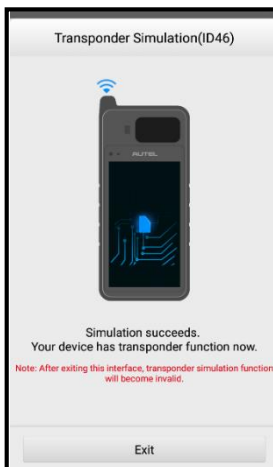 Transponder Simulation(ID46)
AUTEL
Simulation succeeds.
Your device has transponder function now.
Note: After exiting this interface, transponder simulation function
will become invalid.
Exit